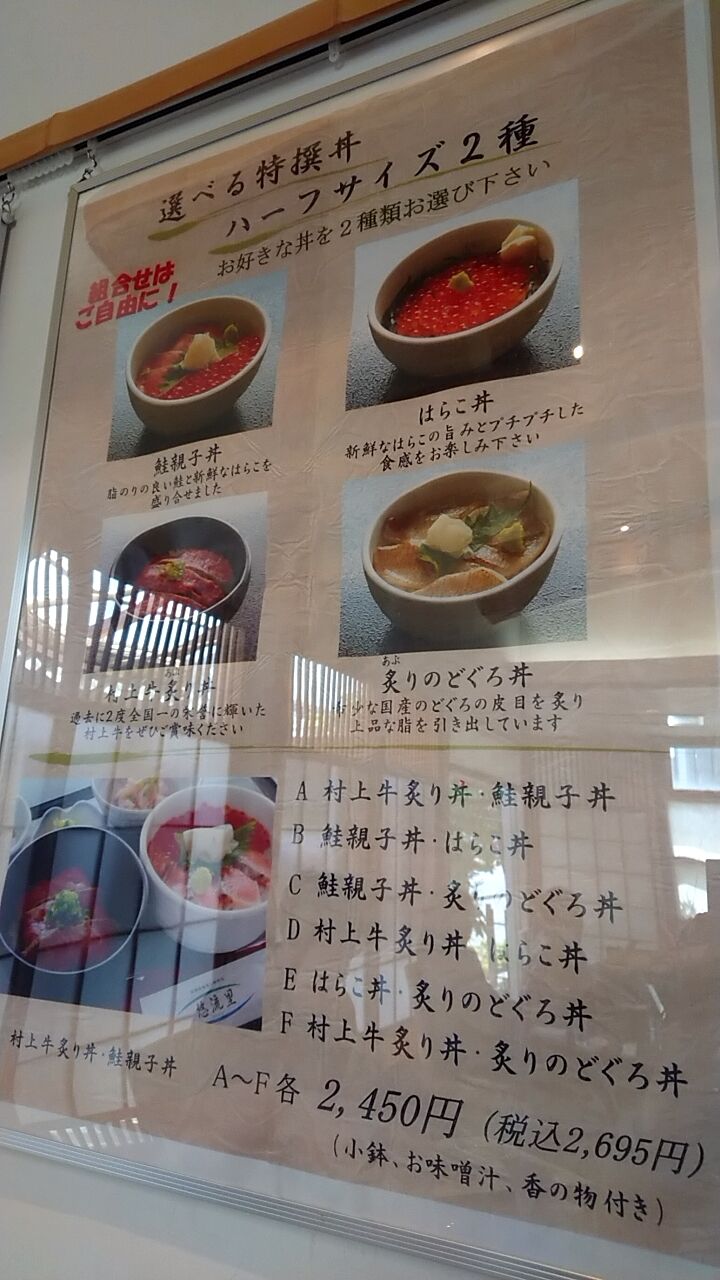 選べる特撰丼
ハーフサイズ2種
お好きな丼を2種類お選び下さい
組合せは
ご自由に！
鮭親子丼
脂のりの良い鮭と新鮮なはらこを
盛り合せました
はらこ丼
新鮮なはらこの旨みとプチプチした
食感をお楽しみ下さい
あぶ
村上牛炙り丼
過去に2度全国一の栄誉に輝いた
村上牛をぜひご賞味ください
あぶ
炙りのどぐろ丼
少な国産のどぐろの皮目を炙り
上品な脂を引き出しています
A 村上牛炙り丼・鮭親子丼
B 鮭親子丼・はらこ丼
C 鮭親子丼・炙りのどぐろ丼
D 村上牛炙り丼・はらこ丼
E はらこ丼・炙りのどぐろ丼
F 村上牛炙り丼・炙りのどぐろ丼
悠流里
村上牛炙り丼・鮭親子丼
A〜F各 2,450円 (税込2,695円)
(小鉢、お味噌汁、香の物付き)